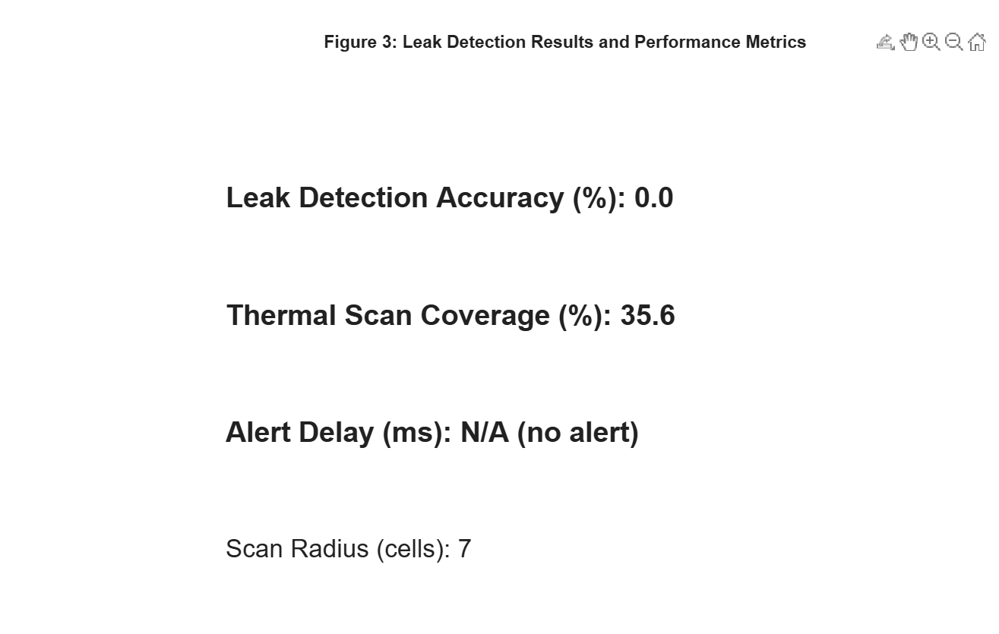 Figure 3: Leak Detection Results and Performance Metrics
Leak Detection Accuracy (%): 0.0
Thermal Scan Coverage (%): 35.6
Alert Delay (ms): N/A (no alert)
Scan Radius (cells): 7